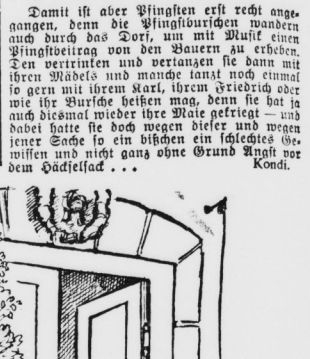 Damit ist aber Pfingsten erst recht ange-
gangen, denn die Pfingstburschen wandern
auch durch das Dorf, um mit Musik einen
Pfingstbeitrag von den Bauern zu erheben.
Den vertrinken und vertanzen sie dann mit
ihren Mädels und manche tanzt noch einmal
so gern mit ihrem Karl, ihrem Friedrich oder
wie ihr Bursche heißen mag, denn sie hat ja
auch diesmal wieder ihre Maie gekriegt — und
dabei hatte sie doch wegen dieser und wegen
jener Sache so ein bißchen ein schlechtes Ge-
wissen und nicht ganz ohne Grund Angst vor
dem Häckselsack . . . Kondi.